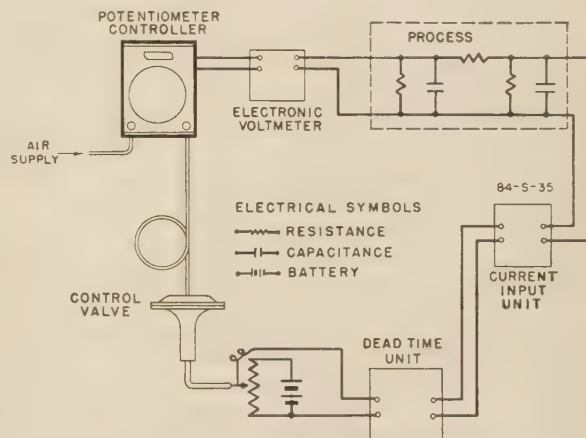 POTENTIOMETER
CONTROLLER
PROCESS
ELECTRONIC
VOLTMETER
AIR
SUPPLY
84-S-35
ELECTRICAL SYMBOLS
RESISTANCE
CAPACITANCE
BATTERY
CURRENT
INPUT
UNIT
CONTROL
VALVE
DEAD TIME
UNIT